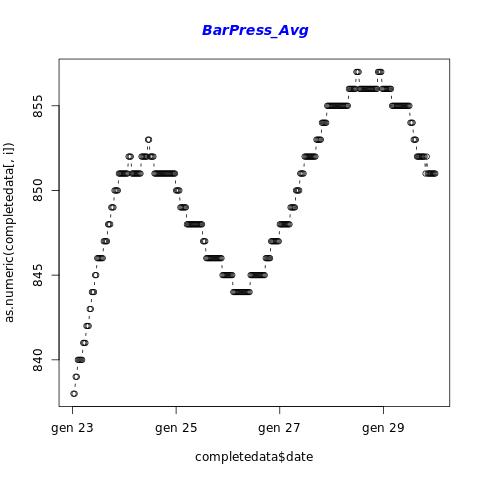 BarPress_Avg
as.numeric(completedata[, i])
855
850
845
840
gen 23
gen 25
gen 27
gen 29
completedata$date